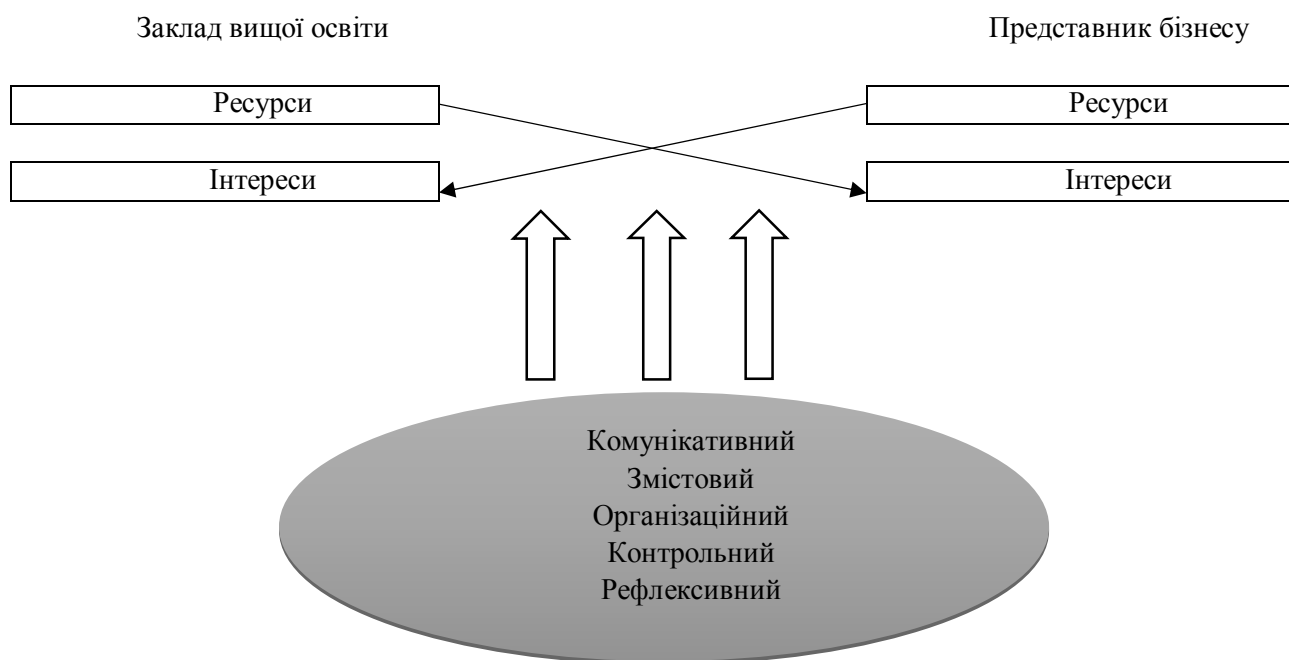 Заклад вищої освіти
Представник бізнесу
Ресурси
Ресурси
Інтереси
Інтереси
Комунікативний
Змістовий
Організаційний
Контрольний
Рефлексивний